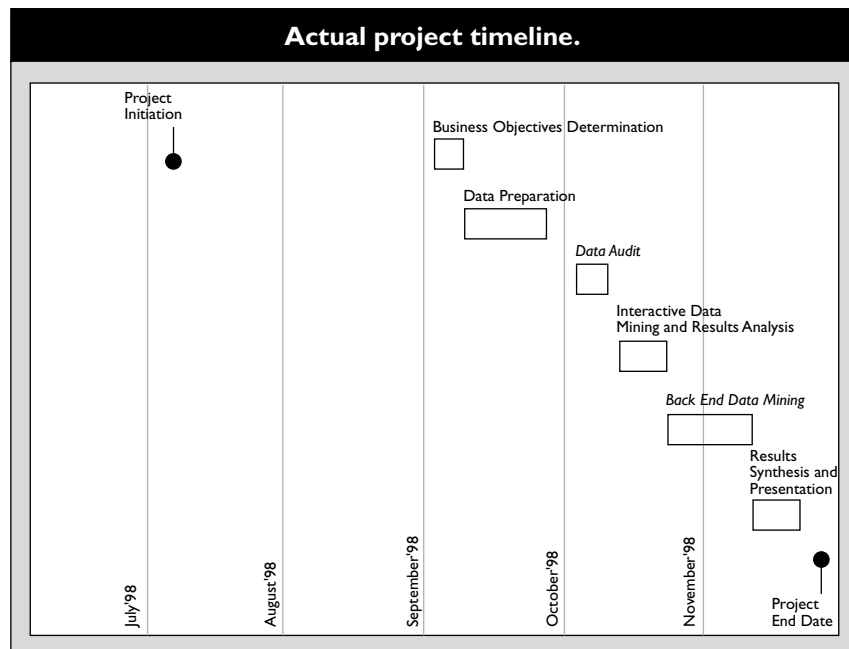 Actual project timeline.
Project
Initiation
Business Objectives Determination
Data Preparation
Data Audit
Interactive Data
Mining and Results Analysis
Back End Data Mining
Results
Synthesis and
Presentation
July'98
August'98
September'98
October'98
November'98
Project
End Date